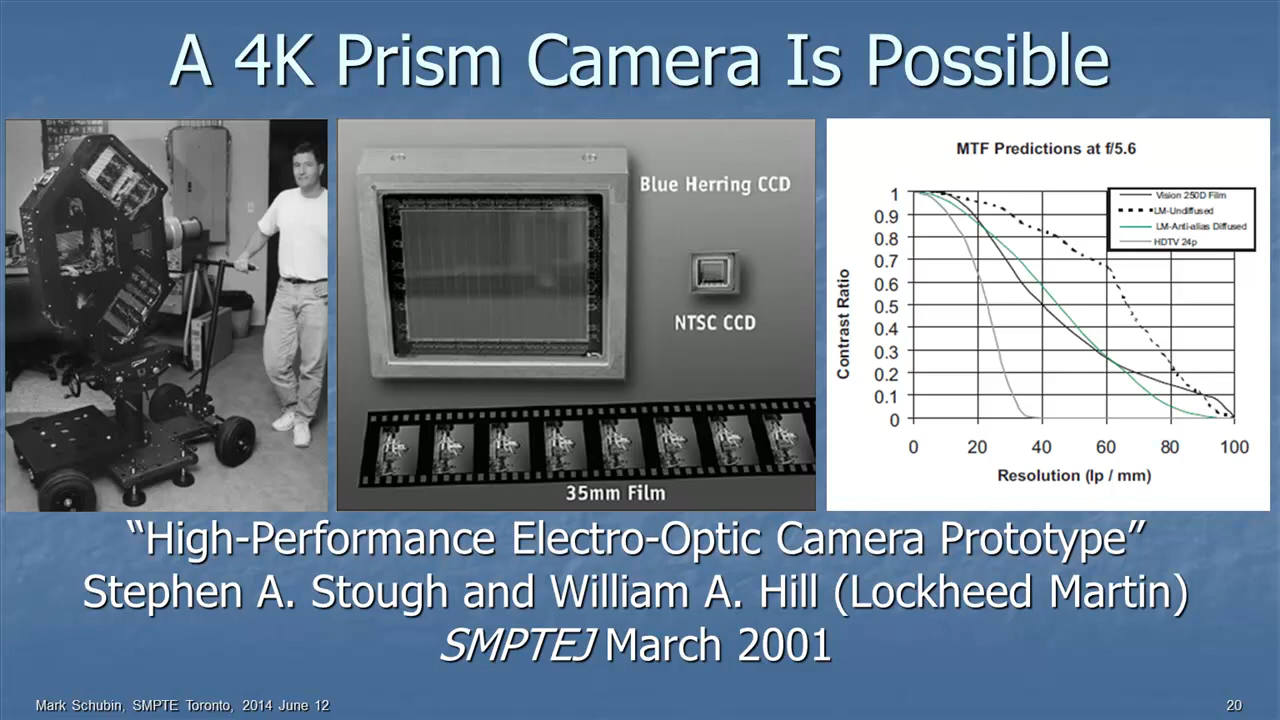 A 4K Prism Camera Is Possible
Blue Herring CCD
NTSC CCD
35mm Film
MTF Predictions at f/5.6
Vision 250D Film
LM-Undiffused
LM-Anti-alias Diffused
HDTV 24p
Contrast Ratio
1
0.9
0.8
0.7
0.6
0.5
0.4
0.3
0.2
0.1
0
0 20 40 60 80 100
Resolution (lp / mm)
“High-Performance Electro-Optic Camera Prototype”
Stephen A. Stough and William A. Hill (Lockheed Martin)
SMPTEJ March 2001
Mark Schubin, SMPTE Toronto, 2014 June 12
20